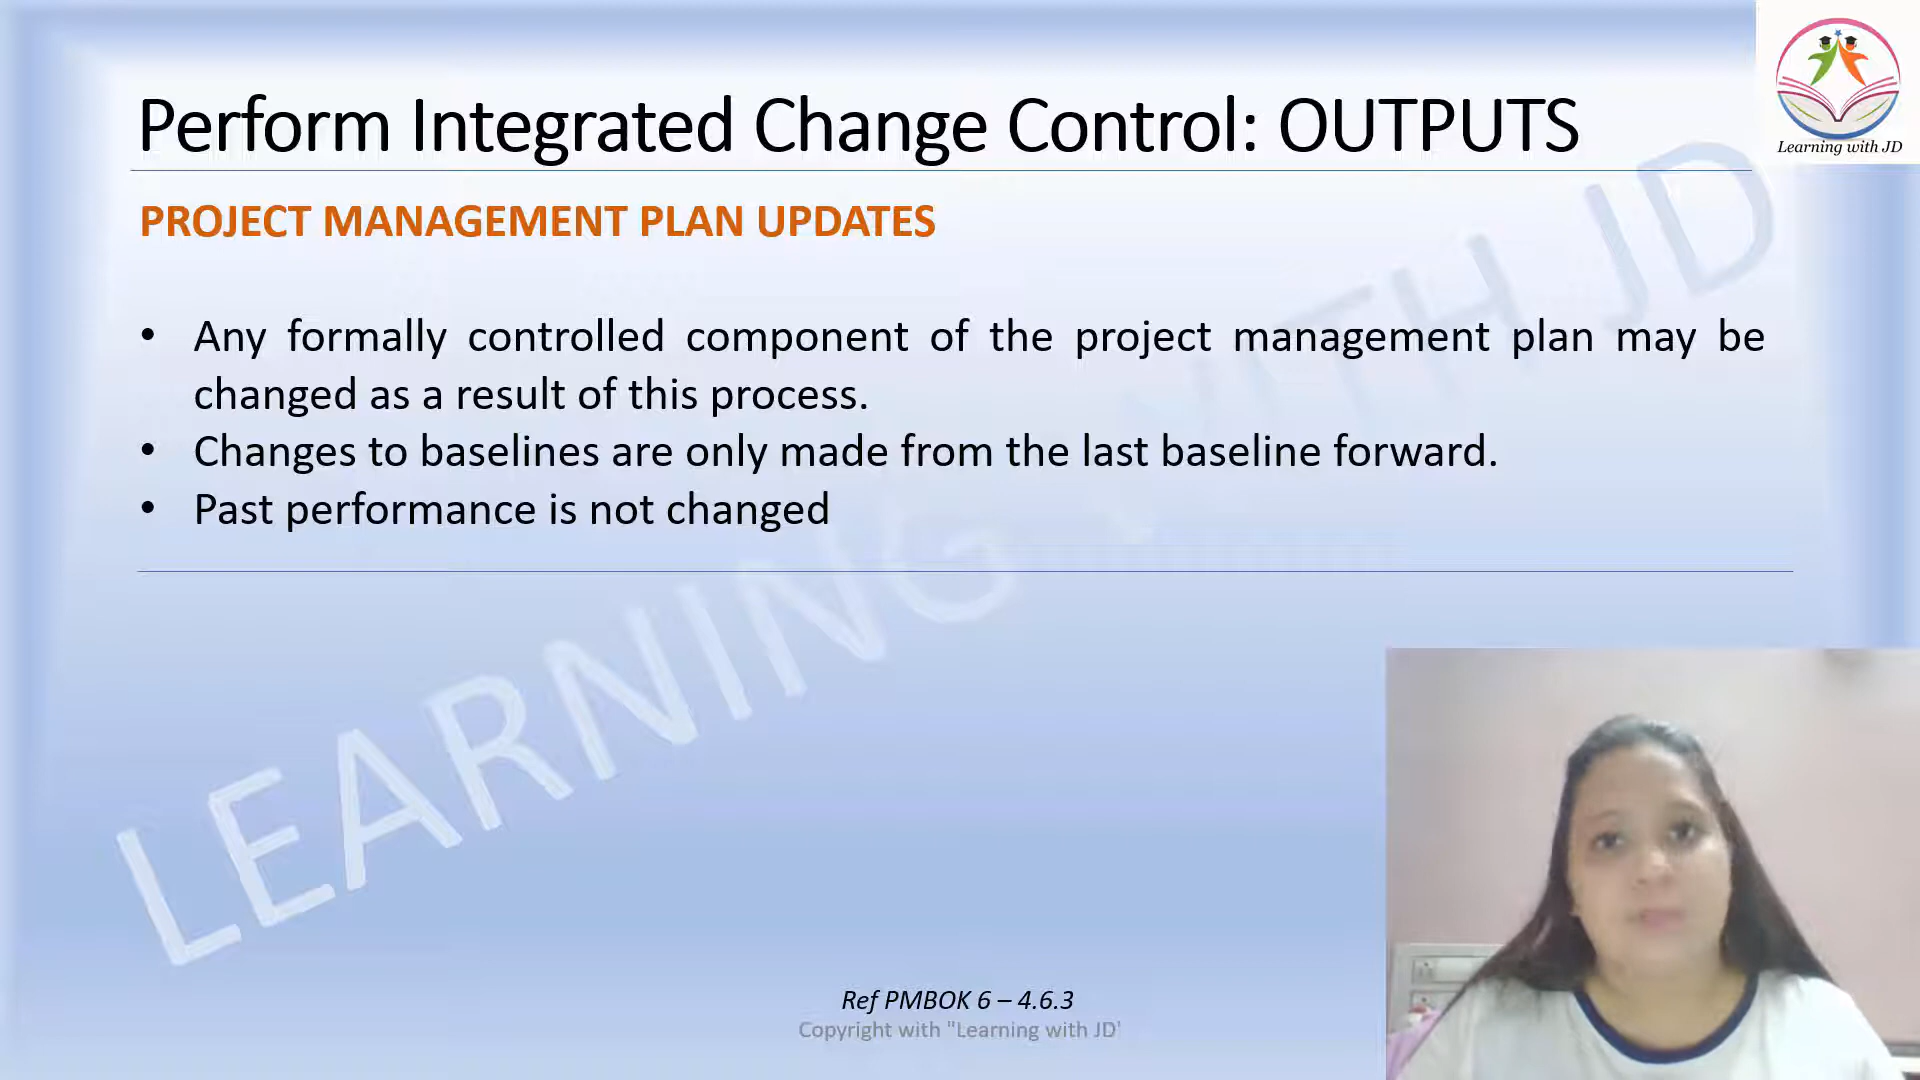 Perform Integrated Change Control: OUTPUTS
Learning with JD
PROJECT MANAGEMENT PLAN UPDATES
• Any formally controlled component of the project management plan may be
changed as a result of this process.
• Changes to baselines are only made from the last baseline forward.
• Past performance is not changed
LEARNING WITH JD
Ref PMBOK 6 – 4.6.3
Copyright with "Learning with JD'